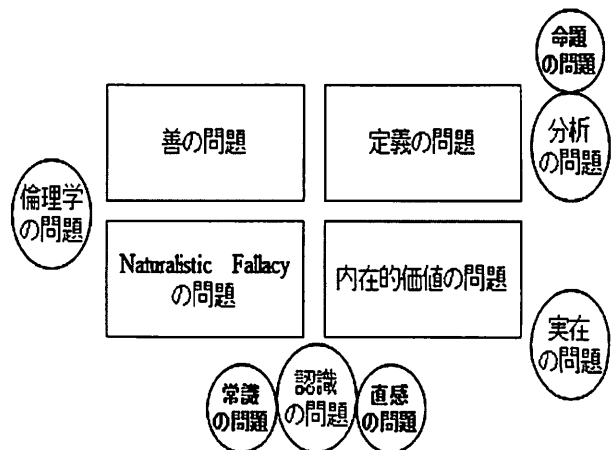 命題
の問題
善の問題
定義の問題
分析
の問題
倫理学
の問題
Naturalistic Fallacy
の問題
内在的価値の問題
実在
の問題
常識
の問題
認識
の問題
直感
の問題